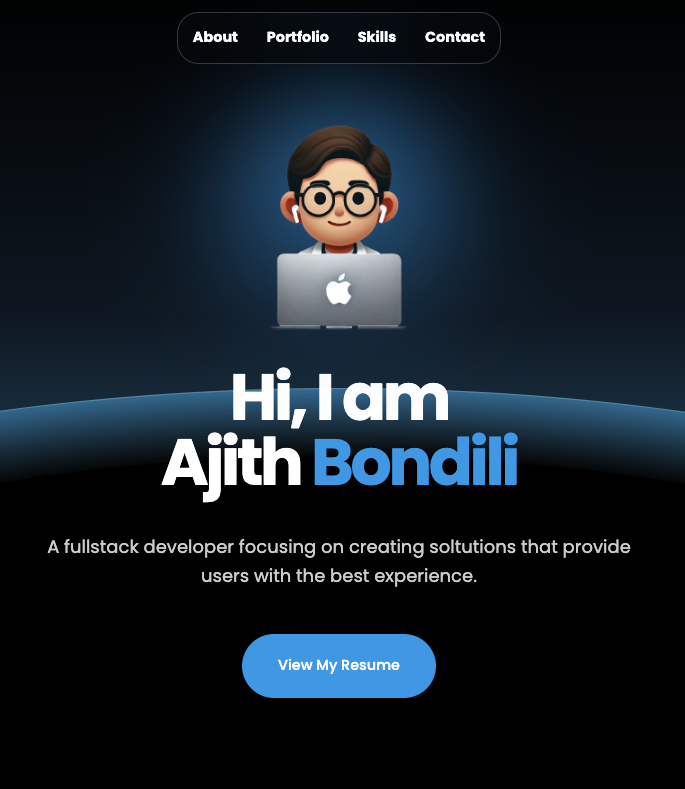 About Portfolio Skills Contact
Hi, I am
Ajith Bondili
A fullstack developer focusing on creating soltutions that provide
users with the best experience.
View My Resume